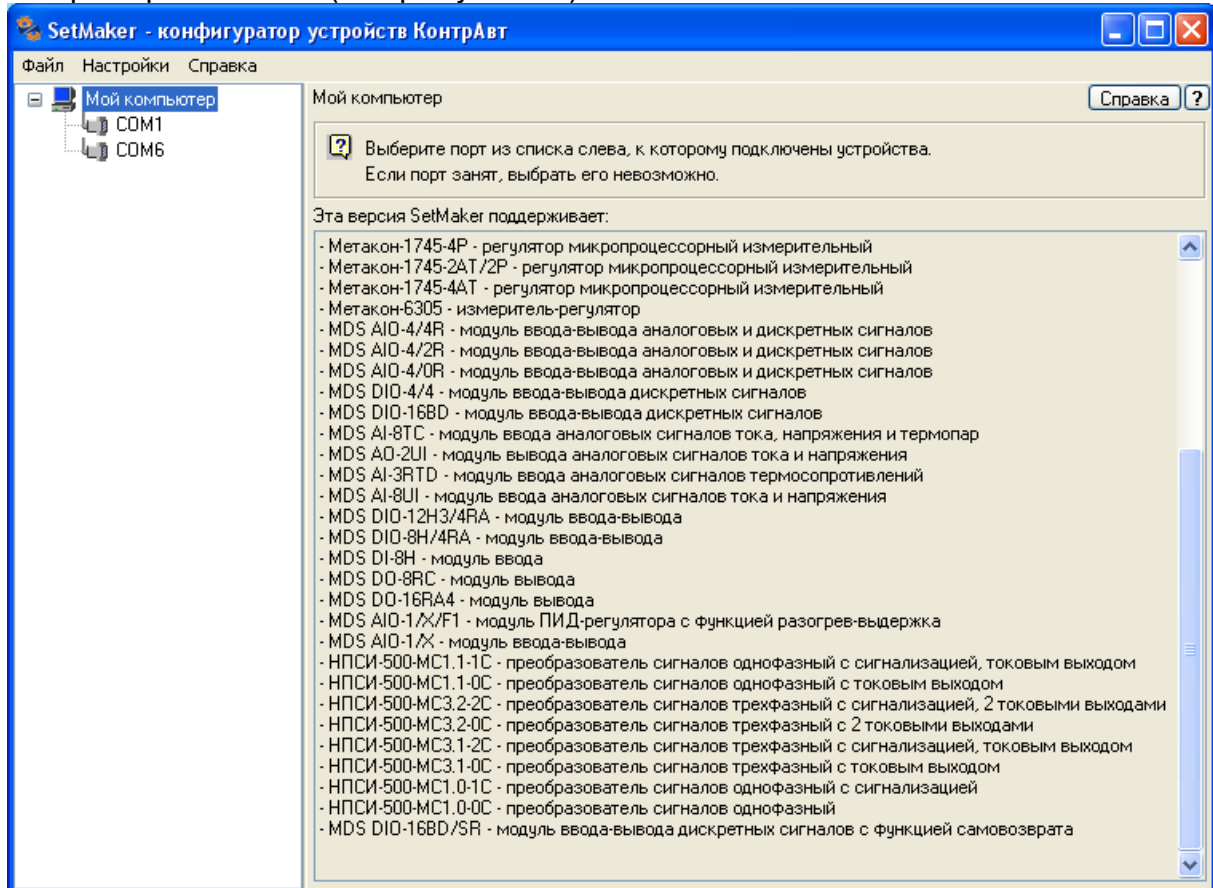 SetMaker - конфигуратор устройств КонтрАвт
Файл Настройки Справка
Мой компьютер
COM1
COM6
Мой компьютер
Справка ?
Выберите порт из списка слева, к которому подключены устройства.
Если порт занят, выбрать его невозможно.
Эта версия SetMaker поддерживает:
- Метакон-1745-4Р - регулятор микропроцессорный измерительный
- Метакон-1745-2АТ/2Р - регулятор микропроцессорный измерительный
- Метакон-1745-4АТ - регулятор микропроцессорный измерительный
- Метакон-6305 - измеритель-регулятор
- MDS AIO-4/4R - модуль ввода-вывода аналоговых и дискретных сигналов
- MDS AIO-4/2R - модуль ввода-вывода аналоговых и дискретных сигналов
- MDS AIO-4/0R - модуль ввода-вывода аналоговых и дискретных сигналов
- MDS DIO-4/4 - модуль ввода-вывода дискретных сигналов
- MDS DIO-16BD - модуль ввода-вывода дискретных сигналов
- MDS AI-8TC - модуль ввода аналоговых сигналов тока, напряжения и термопар
- MDS AO-2UI - модуль вывода аналоговых сигналов тока и напряжения
- MDS AI-3RTD - модуль ввода аналоговых сигналов термосопротивлений
- MDS AI-8UI - модуль ввода аналоговых сигналов тока и напряжения
- MDS DIO-12H3/4RA - модуль ввода-вывода
- MDS DIO-8H/4RA - модуль ввода-вывода
- MDS DI-8H - модуль ввода
- MDS DO-8RC - модуль вывода
- MDS DO-16RA4 - модуль вывода
- MDS AIO-1/X/F1 - модуль ПИД-регулятора с функцией разогрев-выдержка
- MDS AIO-1/X - модуль ввода-вывода
- НПСИ-500-МС1.1-1С - преобразователь сигналов однофазный с сигнализацией, токовым выходом
- НПСИ-500-МС1.1-0С - преобразователь сигналов однофазный с токовым выходом
- НПСИ-500-МС3.2-2С - преобразователь сигналов трехфазный с сигнализацией, 2 токовыми выходами
- НПСИ-500-МС3.2-0С - преобразователь сигналов трехфазный с 2 токовыми выходами
- НПСИ-500-МС3.1-2С - преобразователь сигналов трехфазный с сигнализацией, токовым выходом
- НПСИ-500-МС3.1-0С - преобразователь сигналов трехфазный с токовым выходом
- НПСИ-500-МС1.0-1С - преобразователь сигналов однофазный с сигнализацией
- НПСИ-500-МС1.0-0С - преобразователь сигналов однофазный
- MDS DIO-16BD/SR - модуль ввода-вывода дискретных сигналов с функцией самовозврата